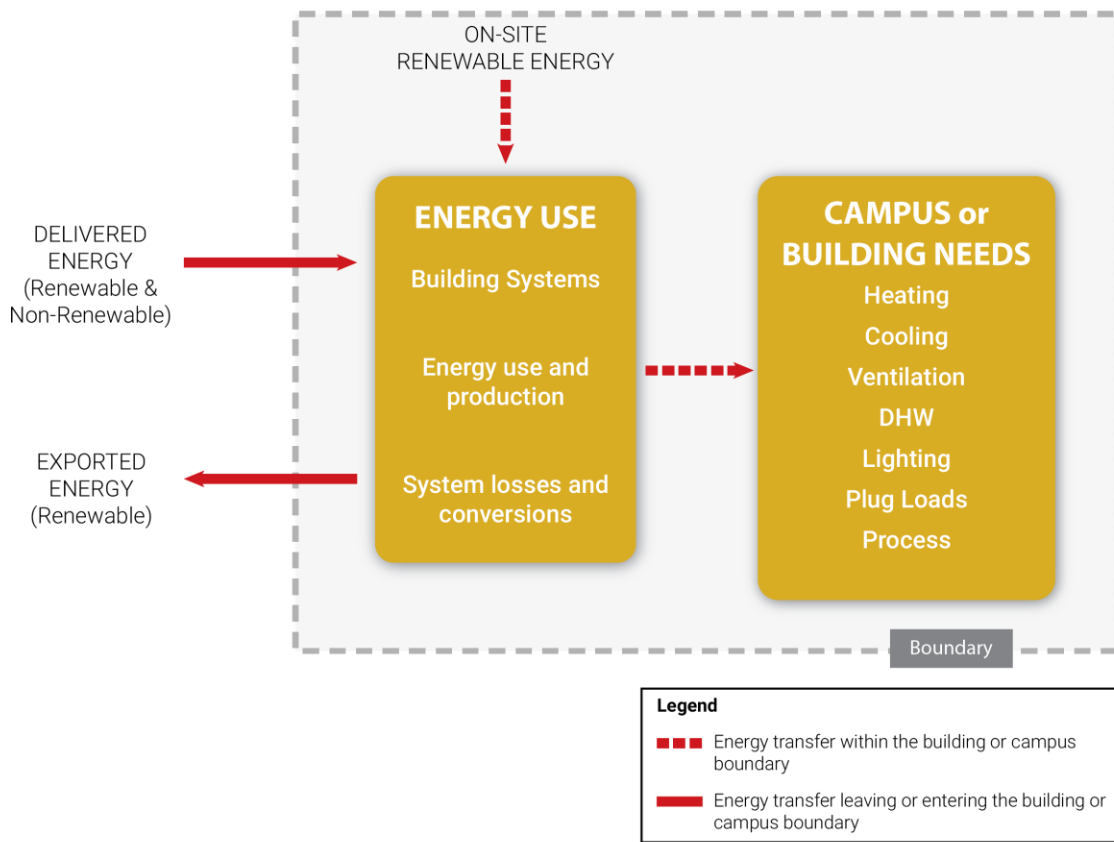 ON-SITE
RENEWABLE ENERGY
DELIVERED
ENERGY
(Renewable &
Non-Renewable)
EXPORTED
ENERGY
(Renewable)
ENERGY USE
Building Systems
Energy use and
production
System losses and
conversions
CAMPUS or
BUILDING NEEDS
Heating
Cooling
Ventilation
DHW
Lighting
Plug Loads
Process
Boundary
Legend
Energy transfer within the building or campus
boundary
Energy transfer leaving or entering the building or
campus boundary